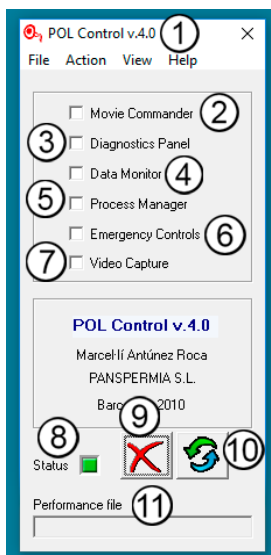 POL Control v.4.0 1
File Action View Help
Movie Commander 2
3 Diagnostics Panel
Data Monitor 4
5 Process Manager
Emergency Controls 6
7 Video Capture
POL Control v.4.0
Marcel·lí Antúnez Roca
PANSPERMIA S.L.
2010
8 9
Status 10
Performance file 11